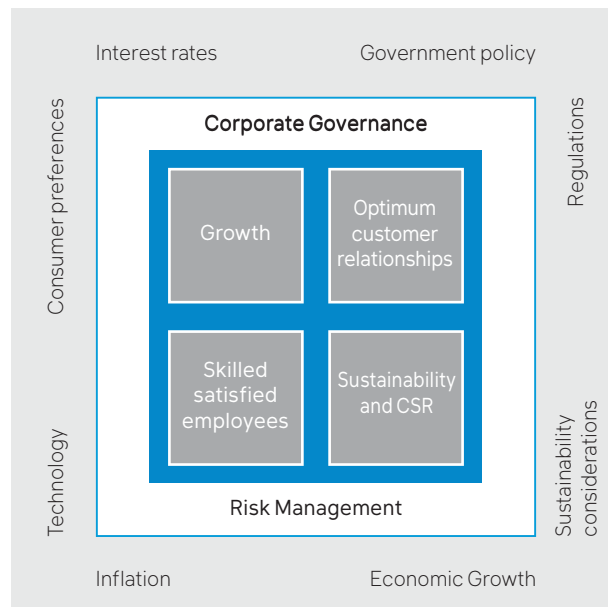 Interest rates
Government policy
Consumer preferences
Regulations
Corporate Governance
Growth
Optimum
customer
relationships
Skilled
satisfied
employees
Sustainability
and CSR
Technology
Sustainability
considerations
Risk Management
Inflation
Economic Growth